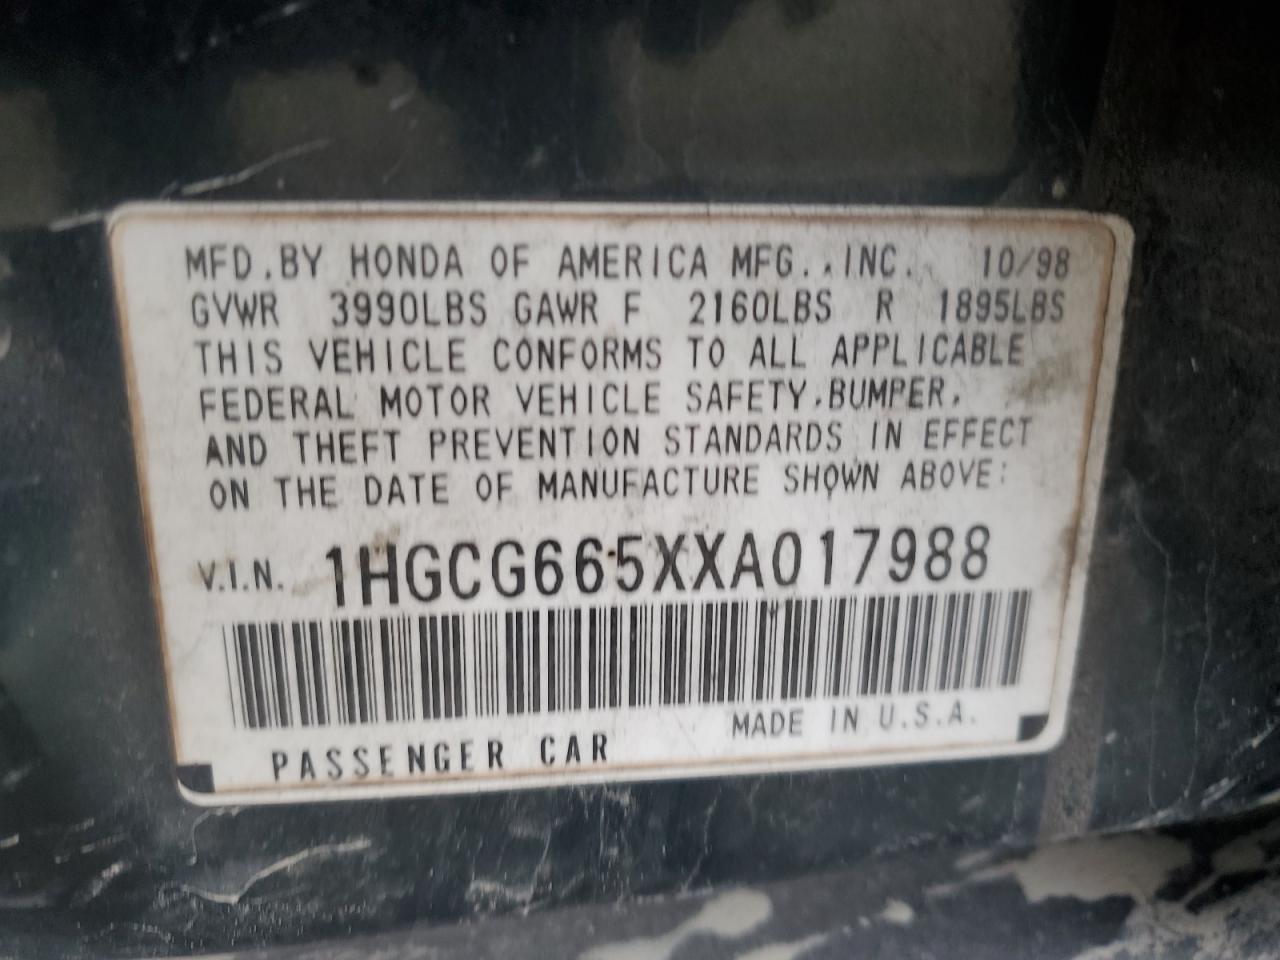 MFD.BY HONDA OF AMERICA MFG.,INC. 10/98
GVWR 3990LBS GAWR F 2160LBS R 1895LBS
THIS VEHICLE CONFORMS TO ALL APPLICABLE
FEDERAL MOTOR VEHICLE SAFETY,BUMPER,
AND THEFT PREVENTION STANDARDS IN EFFECT
ON THE DATE OF MANUFACTURE SHOWN ABOVE:
V.I.N. 1HGCG665XXA017988
MADE IN U.S.A.
PASSENGER CAR